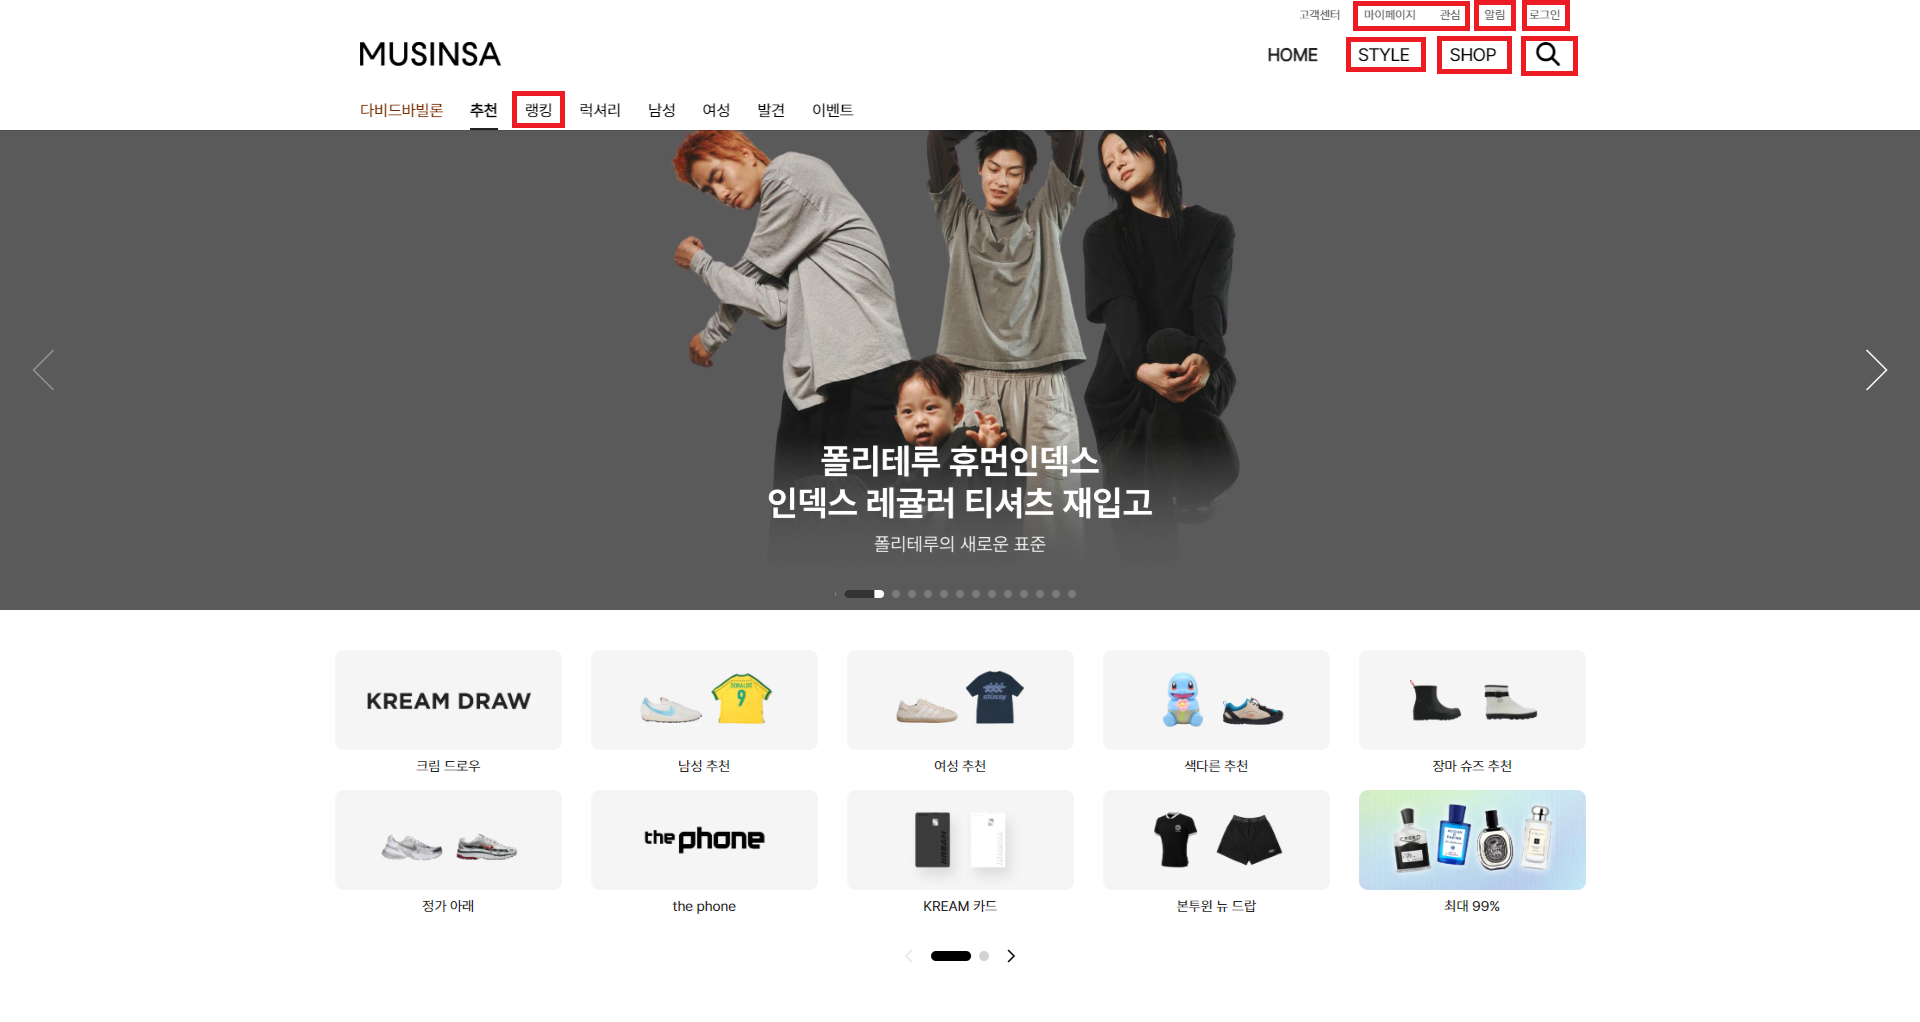 고객센터 마이페이지 관심 알림 로그인
MUSINSA
HOME STYLE SHOP
다비드바빌론 추천 랭킹 럭셔리 남성 여성 발견 이벤트
폴리테루 휴먼인덱스
인덱스 레귤러 티셔츠 재입고
폴리테루의 새로운 표준
KREAM DRAW
RONALDO
9
stüssy
크림 드로우 남성 추천 여성 추천 색다른 추천 장마 슈즈 추천
the phone
KREAM
CREED
정가 아래 the phone KREAM 카드 본투윈 뉴 드랍 최대 99%